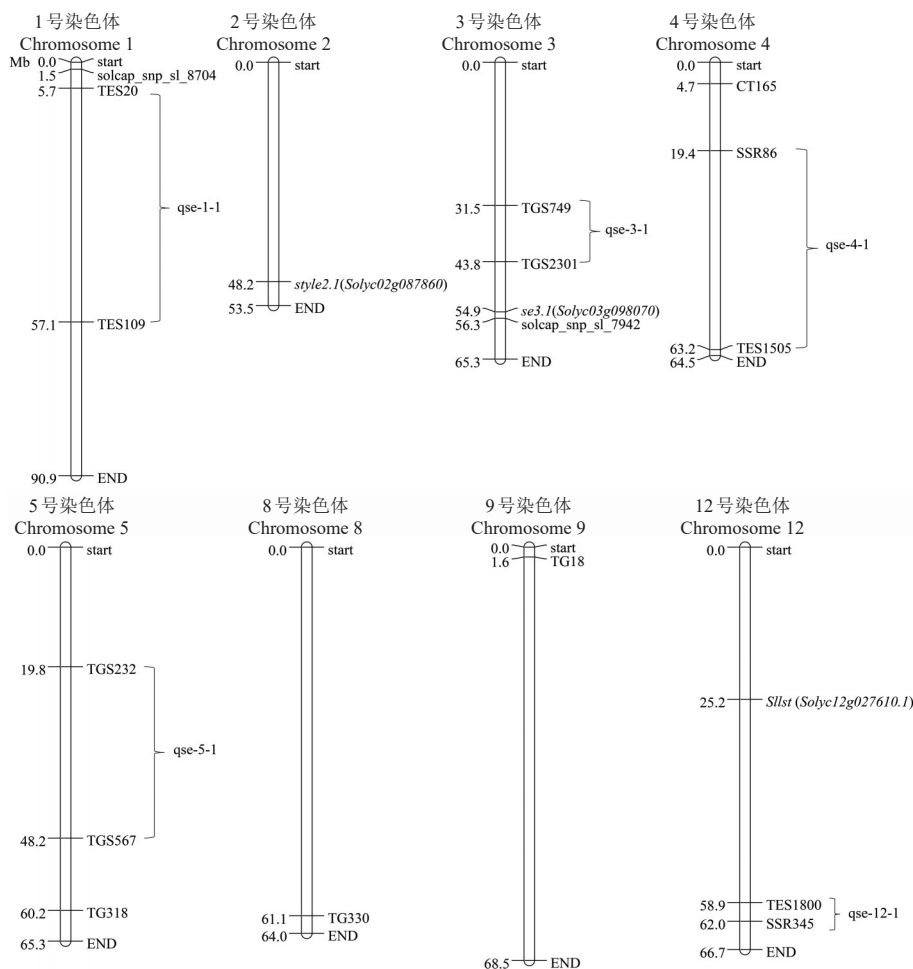 1号染色体
Chromosome 1
Mb 0.0 start
1.5 solcap_snp_sl_8704
5.7 TES20
qse-1-1
57.1 TES109
90.9 END
2号染色体
Chromosome 2
0.0 start
48.2 style2.1(Solyc02g087860)
53.5 END
3号染色体
Chromosome 3
0.0 start
31.5 TGS749
qse-3-1
43.8 TGS2301
54.9 se3.1(Solyc03g098070)
56.3 solcap_snp_sl_7942
65.3 END
4号染色体
Chromosome 4
0.0 start
4.7 CT165
19.4 SSR86
qse-4-1
63.2 TES1505
64.5 END
5号染色体
Chromosome 5
0.0 start
19.8 TGS232
qse-5-1
48.2 TGS567
60.2 TG318
65.3 END
8号染色体
Chromosome 8
0.0 start
61.1 TG330
64.0 END
9号染色体
Chromosome 9
0.0 start
1.6 TG18
68.5 END
12号染色体
Chromosome 12
0.0 start
25.2 Sllst (Solyc12g027610.1)
58.9 TES1800
qse-12-1
62.0 SSR345
66.7 END